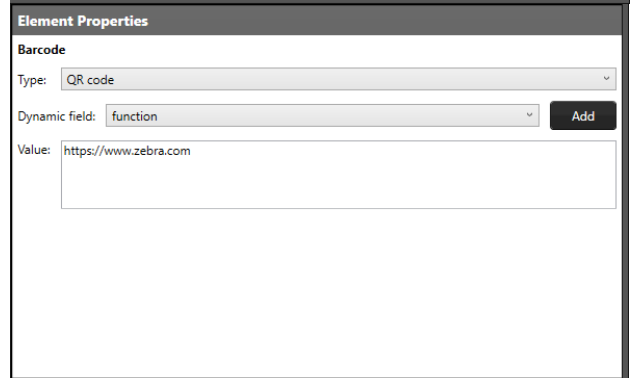 Element Properties
Barcode
Type: QR code
Dynamic field: function Add
Value: https://www.zebra.com